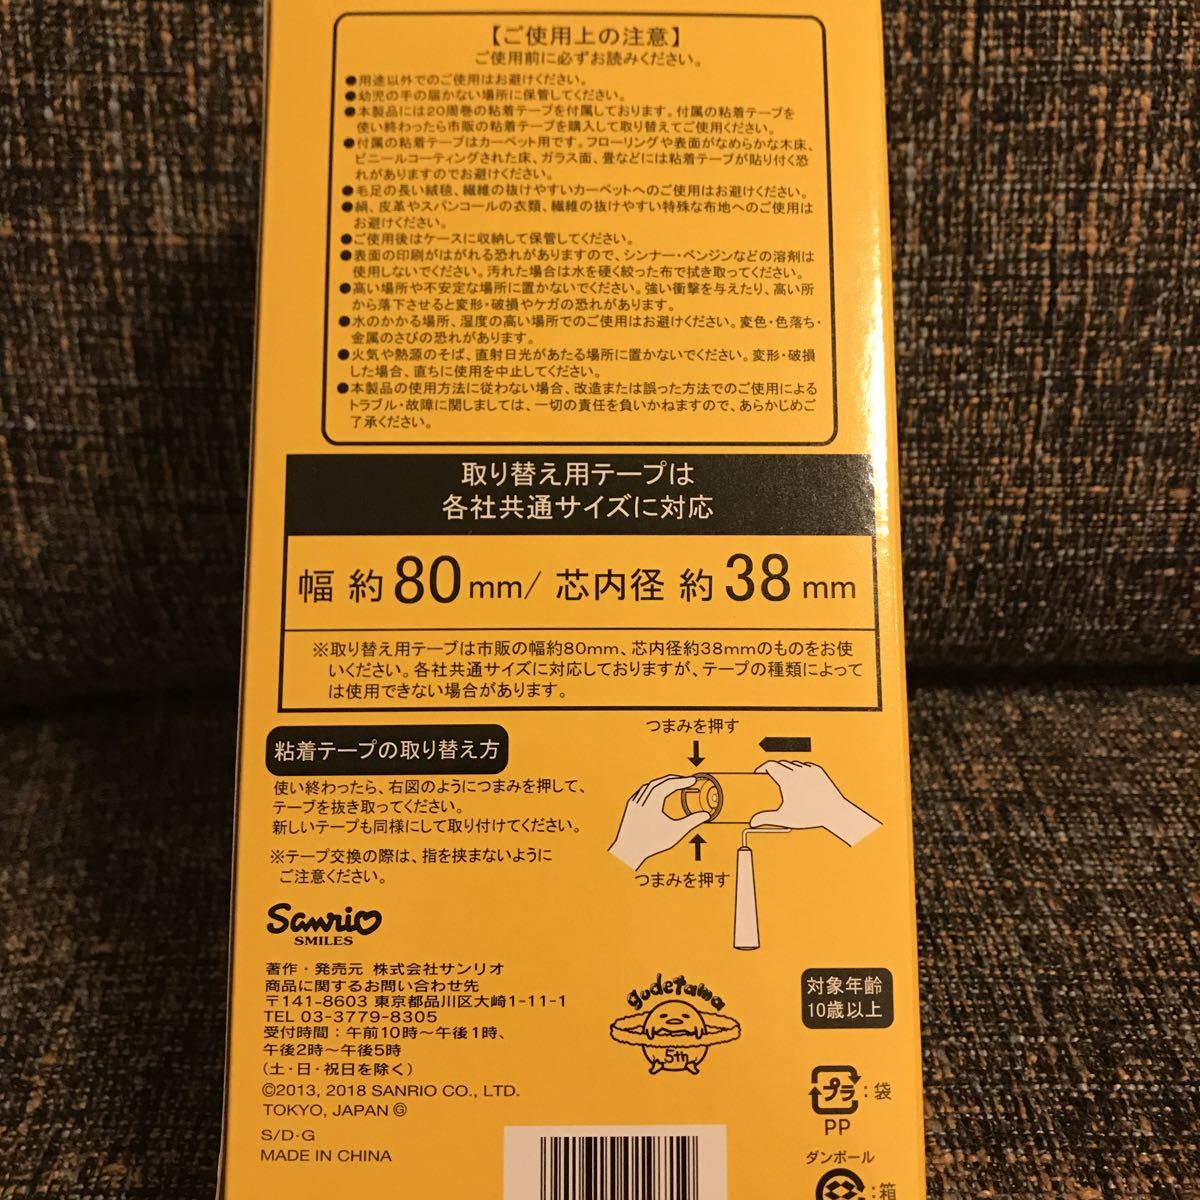 【ご使用上の注意】
ご使用前に必ずお読みください。
●用途以外でのご使用はお避けください。
●幼児の手の届かない場所に保管してください。
●本製品には20周巻の粘着テープを付属しております。付属の粘着テープを
使い終わったら市販の粘着テープを購入して取り替えてご使用ください。
●付属の粘着テープはカーペット用です。フローリングや表面がなめらかな木床、
ビニールコーティングされた床、ガラス面、畳などには粘着テープが貼り付く恐
れがありますのでお避けください。
●毛足の長い絨毯、繊維の抜けやすいカーペットへのご使用はお避けください。
●絹、皮革やスパンコールの衣類、繊維の抜けやすい特殊な布地へのご使用は
お避けください。
●ご使用後はケースに収納して保管してください。
●表面の印刷がはがれる恐れがありますので、シンナー・ベンジンなどの溶剤は
使用しないでください。汚れた場合は水を硬く絞った布で拭き取ってください。
●高い場所や不安定な場所に置かないでください。強い衝撃を与えたり、高い所
から落下させると変形・破損やケガの恐れがあります。
●水のかかる場所、湿度の高い場所でのご使用はお避けください。変色・色落ち・
金属のさびの恐れがあります。
●火気や熱源のそば、直射日光があたる場所に置かないでください。変形・破損
した場合、直ちに使用を中止してください。
●本製品の使用方法に従わない場合、改造または誤った方法でのご使用による
トラブル・故障に関しましては、一切の責任を負いかねますので、あらかじめご
了承ください。
取り替え用テープは
各社共通サイズに対応
幅 約80mm/ 芯内径 約38mm
※取り替え用テープは市販の幅約80mm、芯内径約38mmのものをお使
いください。各社共通サイズに対応しておりますが、テープの種類によって
は使用できない場合があります。
粘着テープの取り替え方
使い終わったら、右図のようにつまみを押して、
テープを抜き取ってください。
新しいテープも同様にして取り付けてください。
※テープ交換の際は、指を挟まないように
ご注意ください。
つまみを押す
つまみを押す
Sanrio
SMILES
著作・発売元 株式会社サンリオ
商品に関するお問い合わせ先
〒141-8603 東京都品川区大崎1-11-1
TEL 03-3779-8305
受付時間：午前10時～午後1時、
午後2時～午後5時
(土・日・祝日を除く)
©2013, 2018 SANRIO CO., LTD.
TOKYO, JAPAN Ⓖ
S/D・G
MADE IN CHINA
gudetama
5th
対象年齢
10歳以上
プラ：袋
PP
ダンボール
：箱